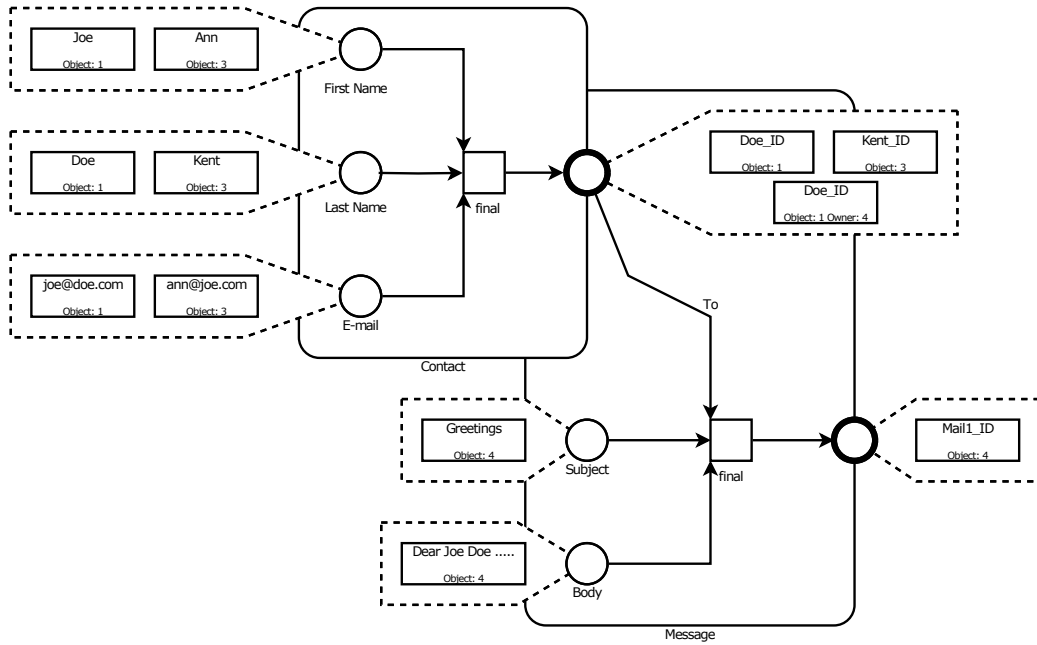 Joe
Object: 1
Ann
Object: 3
First Name
Doe
Object: 1
Kent
Object: 3
Last Name
final
Doe_ID
Object: 1
Kent_ID
Object: 3
Doe_ID
Object: 1 Owner: 4
joe@doe.com
Object: 1
ann@joe.com
Object: 3
E-mail
To
Contact
Greetings
Object: 4
Subject
final
Mail1_ID
Object: 4
Dear Joe Doe .....
Object: 4
Body
Message